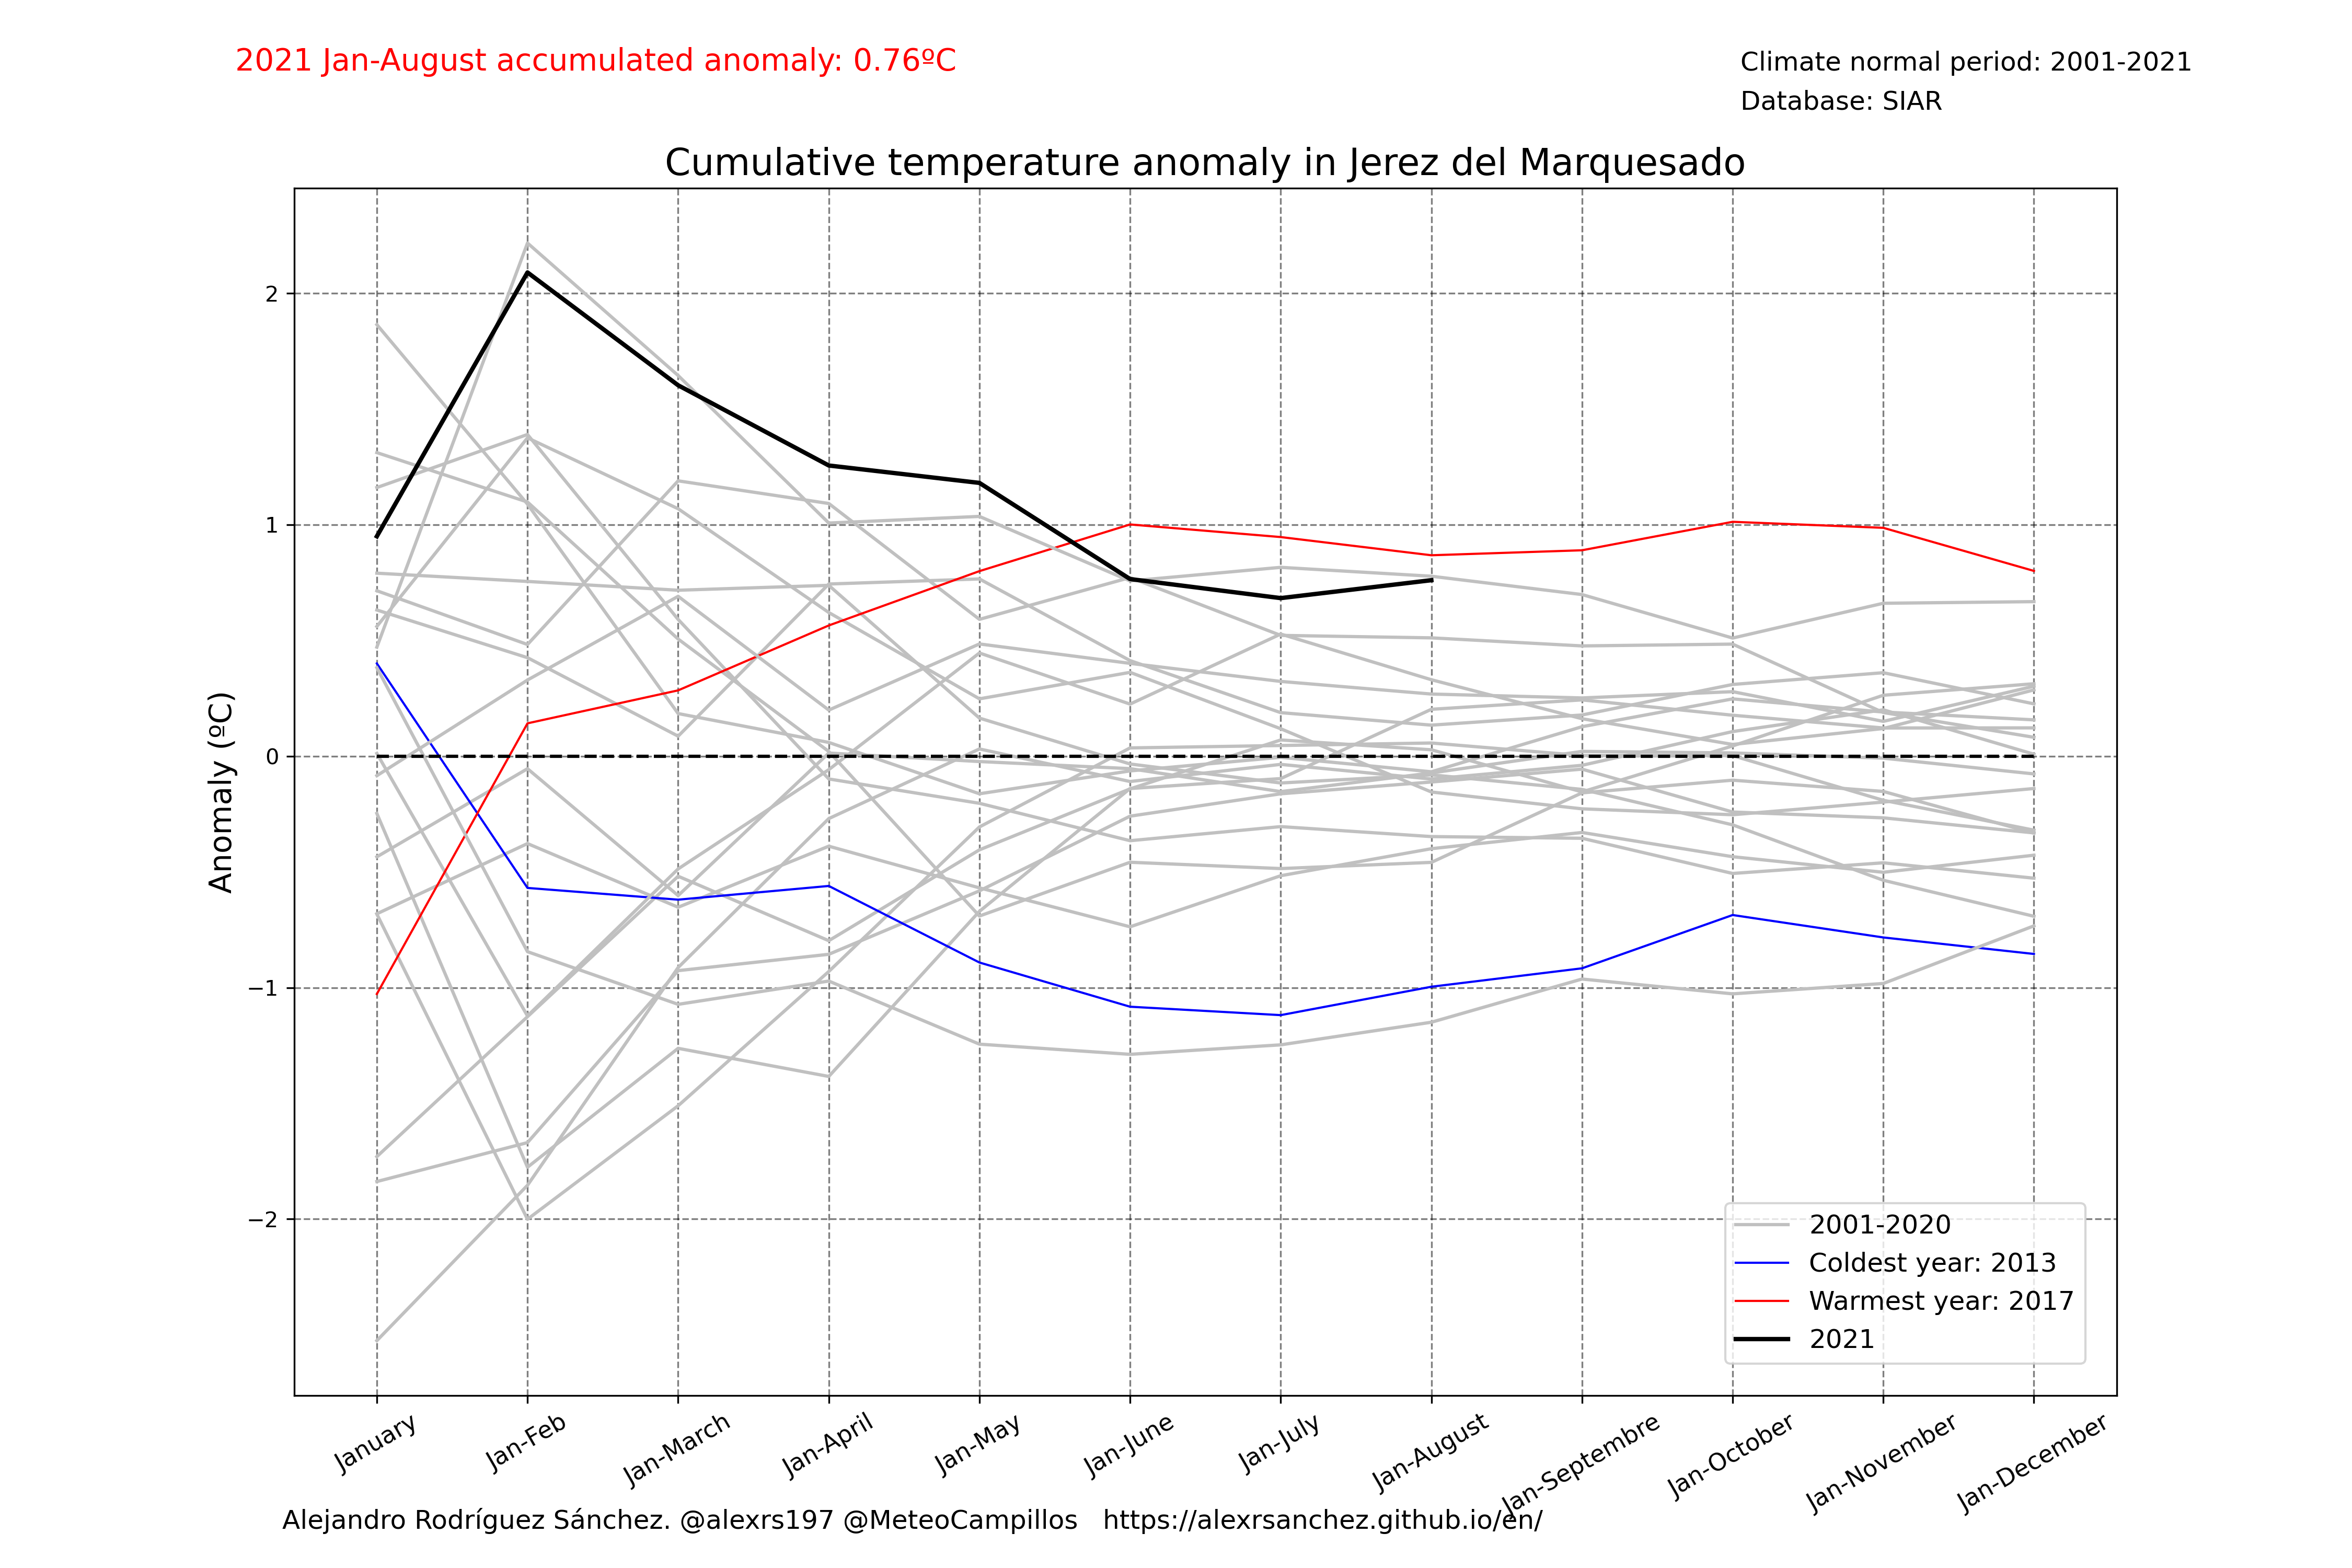 2021 Jan-August accumulated anomaly: 0.76ºC
Climate normal period: 2001-2021
Database: SIAR
Cumulative temperature anomaly in Jerez del Marquesado
Anomaly (ºC)
2
1
0
−1
−2
2001-2020
Coldest year: 2013
Warmest year: 2017
2021
January
Jan-Feb
Jan-March
Jan-April
Jan-May
Jan-June
Jan-July
Jan-August
Jan-Septembre
Jan-October
Jan-November
Jan-December
Alejandro Rodríguez Sánchez. @alexrs197 @MeteoCampillos   https://alexrsanchez.github.io/en/